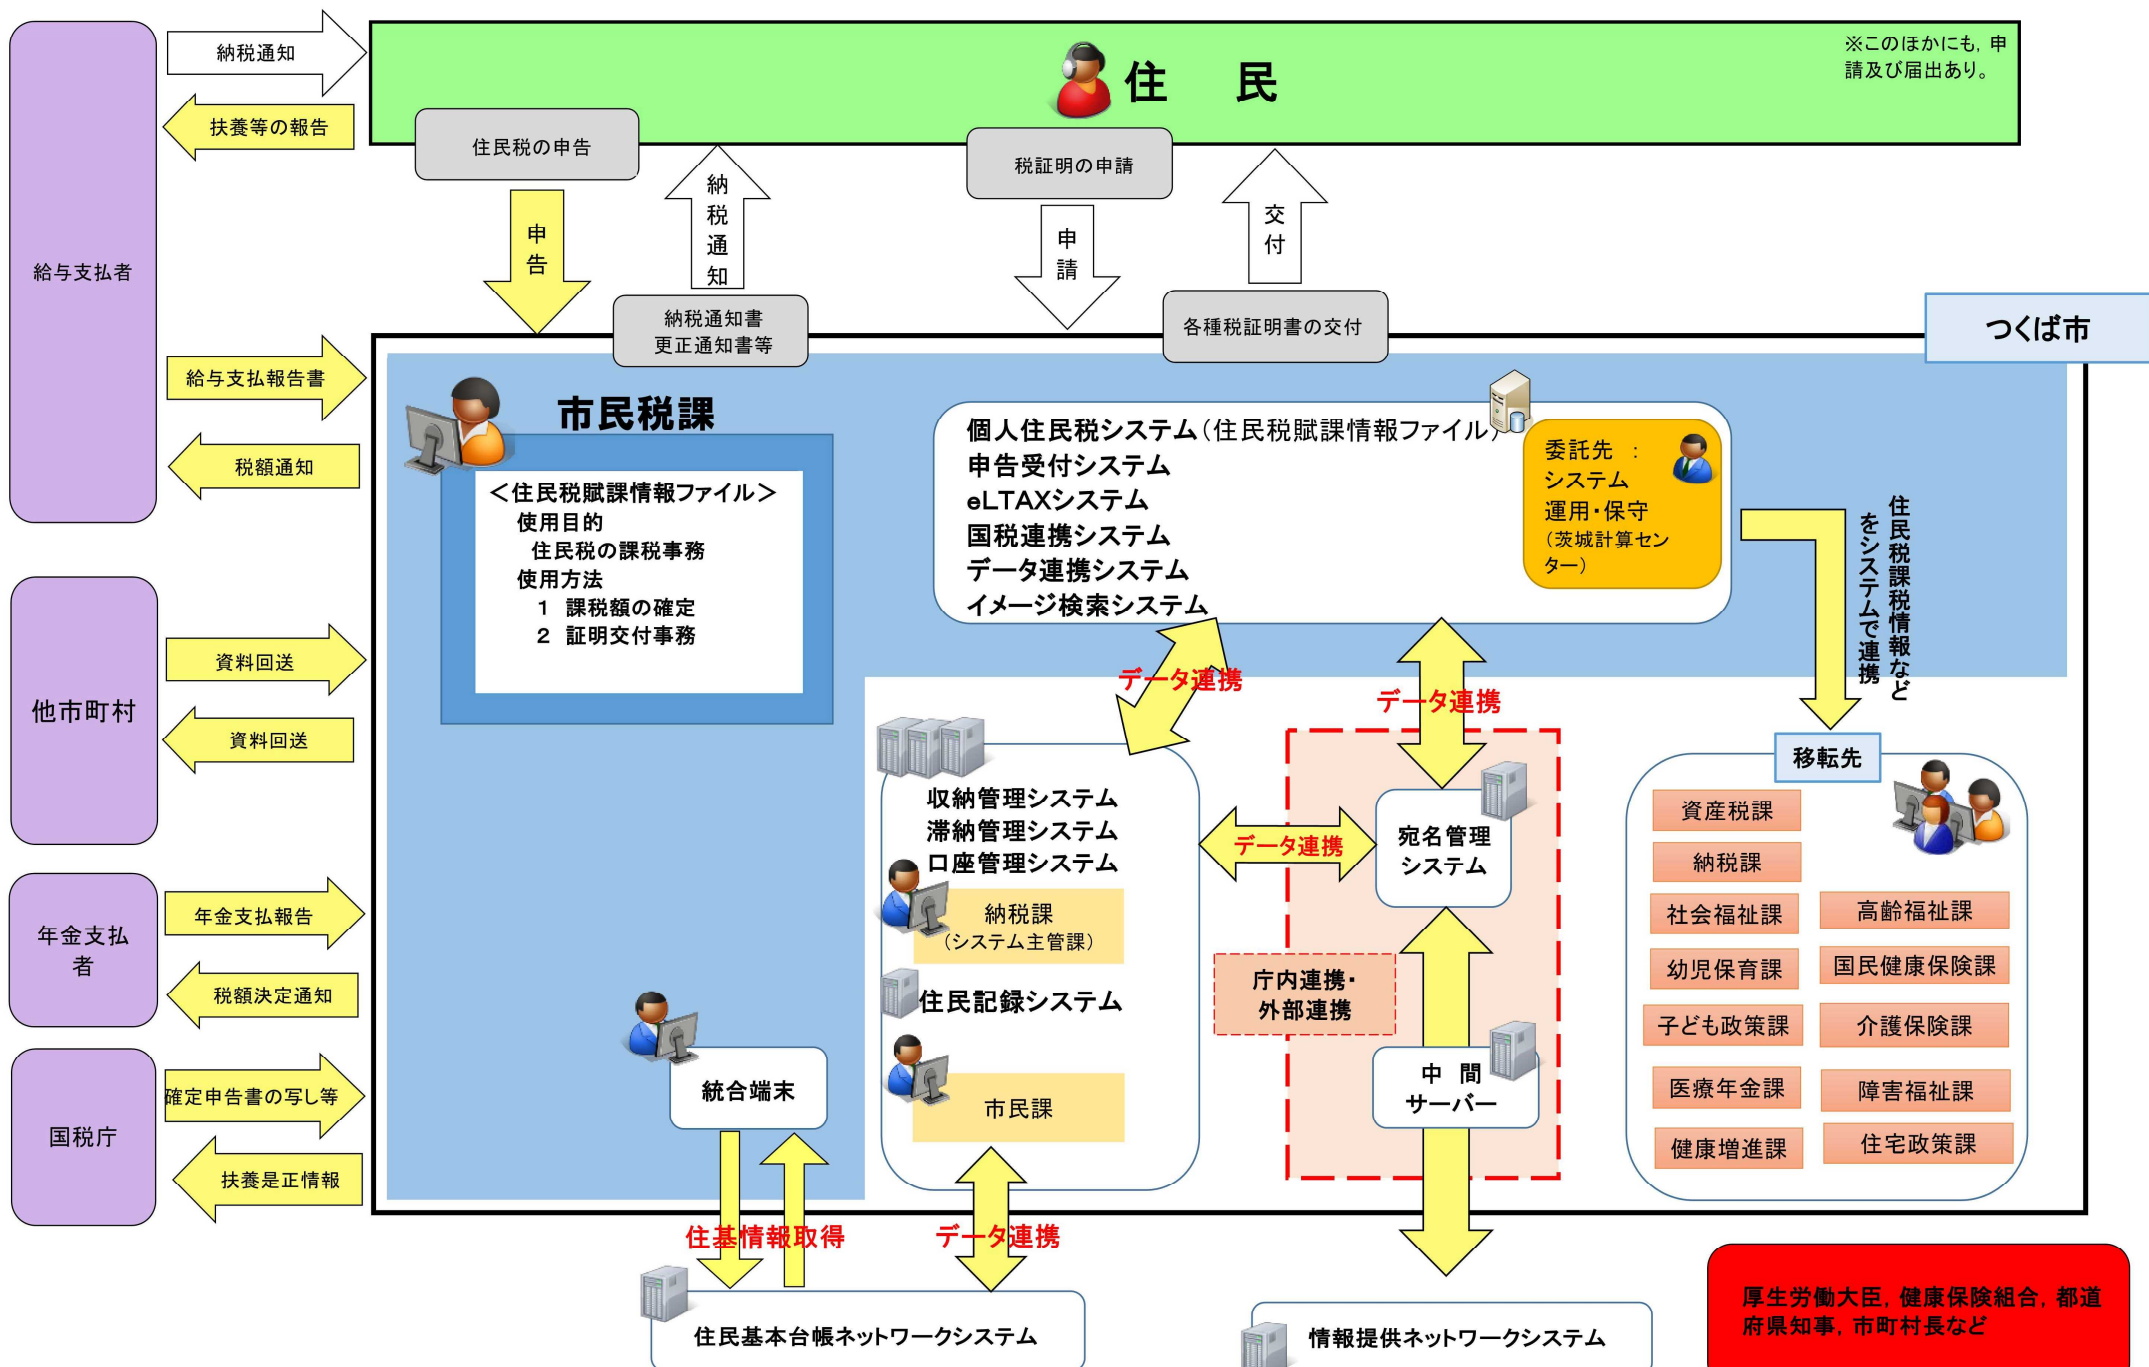 納税通知
扶養等の報告
給与支払者
給与支払報告書
税額通知
他市町村
資料回送
資料回送
年金支払
者
年金支払報告
税額決定通知
国税庁
確定申告書の写し等
扶養是正情報
住　民
※このほかにも, 申
請及び届出あり。
住民税の申告
申告
納税通知
納税通知書
更正通知書等
税証明の申請
申請
交付
各種税証明書の交付
つくば市
市民税課
＜住民税賦課情報ファイル＞
使用目的
住民税の課税事務
使用方法
1　課税額の確定
2　証明交付事務
個人住民税システム（住民税賦課情報ファイル）
申告受付システム
eLTAXシステム
国税連携システム
データ連携システム
イメージ検索システム
委託先　：
システム
運用・保守
（茨城計算セン
ター）
住民税課税情報など
をシステムで連携
データ連携
データ連携
収納管理システム
滞納管理システム
口座管理システム
納税課
（システム主管課）
住民記録システム
市民課
データ連携
宛名管理
システム
庁内連携・
外部連携
中　間
サーバー
移転先
資産税課
納税課
社会福祉課
高齢福祉課
幼児保育課
国民健康保険課
子ども政策課
介護保険課
医療年金課
障害福祉課
健康増進課
住宅政策課
統合端末
住基情報取得
データ連携
住民基本台帳ネットワークシステム
情報提供ネットワークシステム
厚生労働大臣, 健康保険組合, 都道
府県知事, 市町村長など